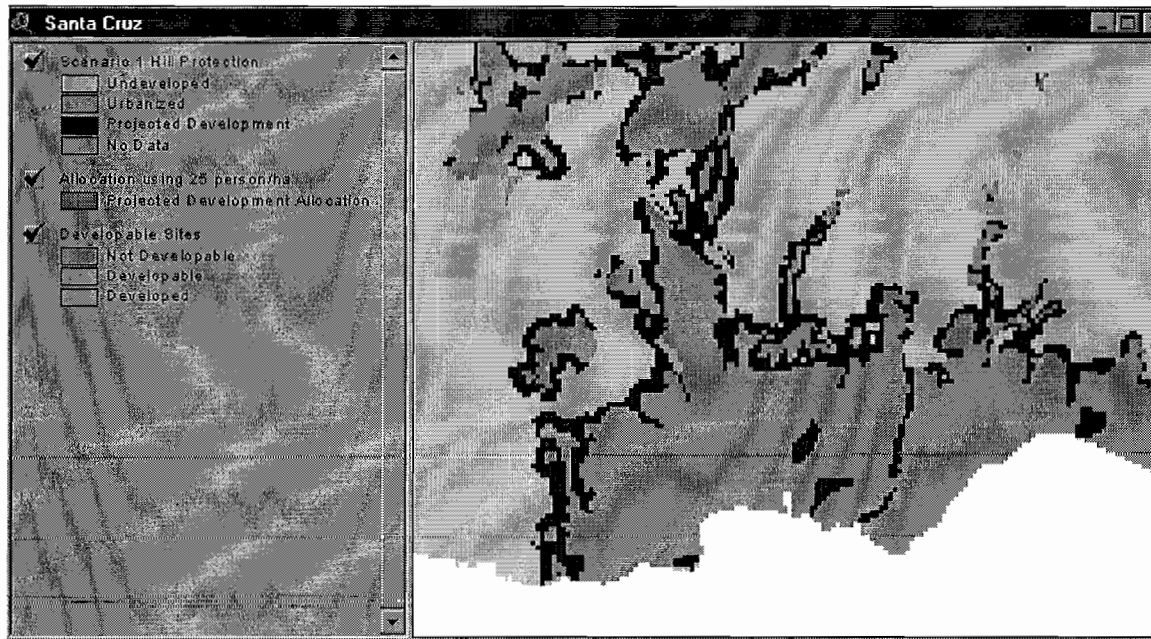 Santa Cruz
Scenario 1 Hill Protection
Undeveloped
Urbanized
Projected Development
No Data
Allocation using 25 person/ha
Projected Development Allocation
Developable Sites
Not Developable
Developable
Developed